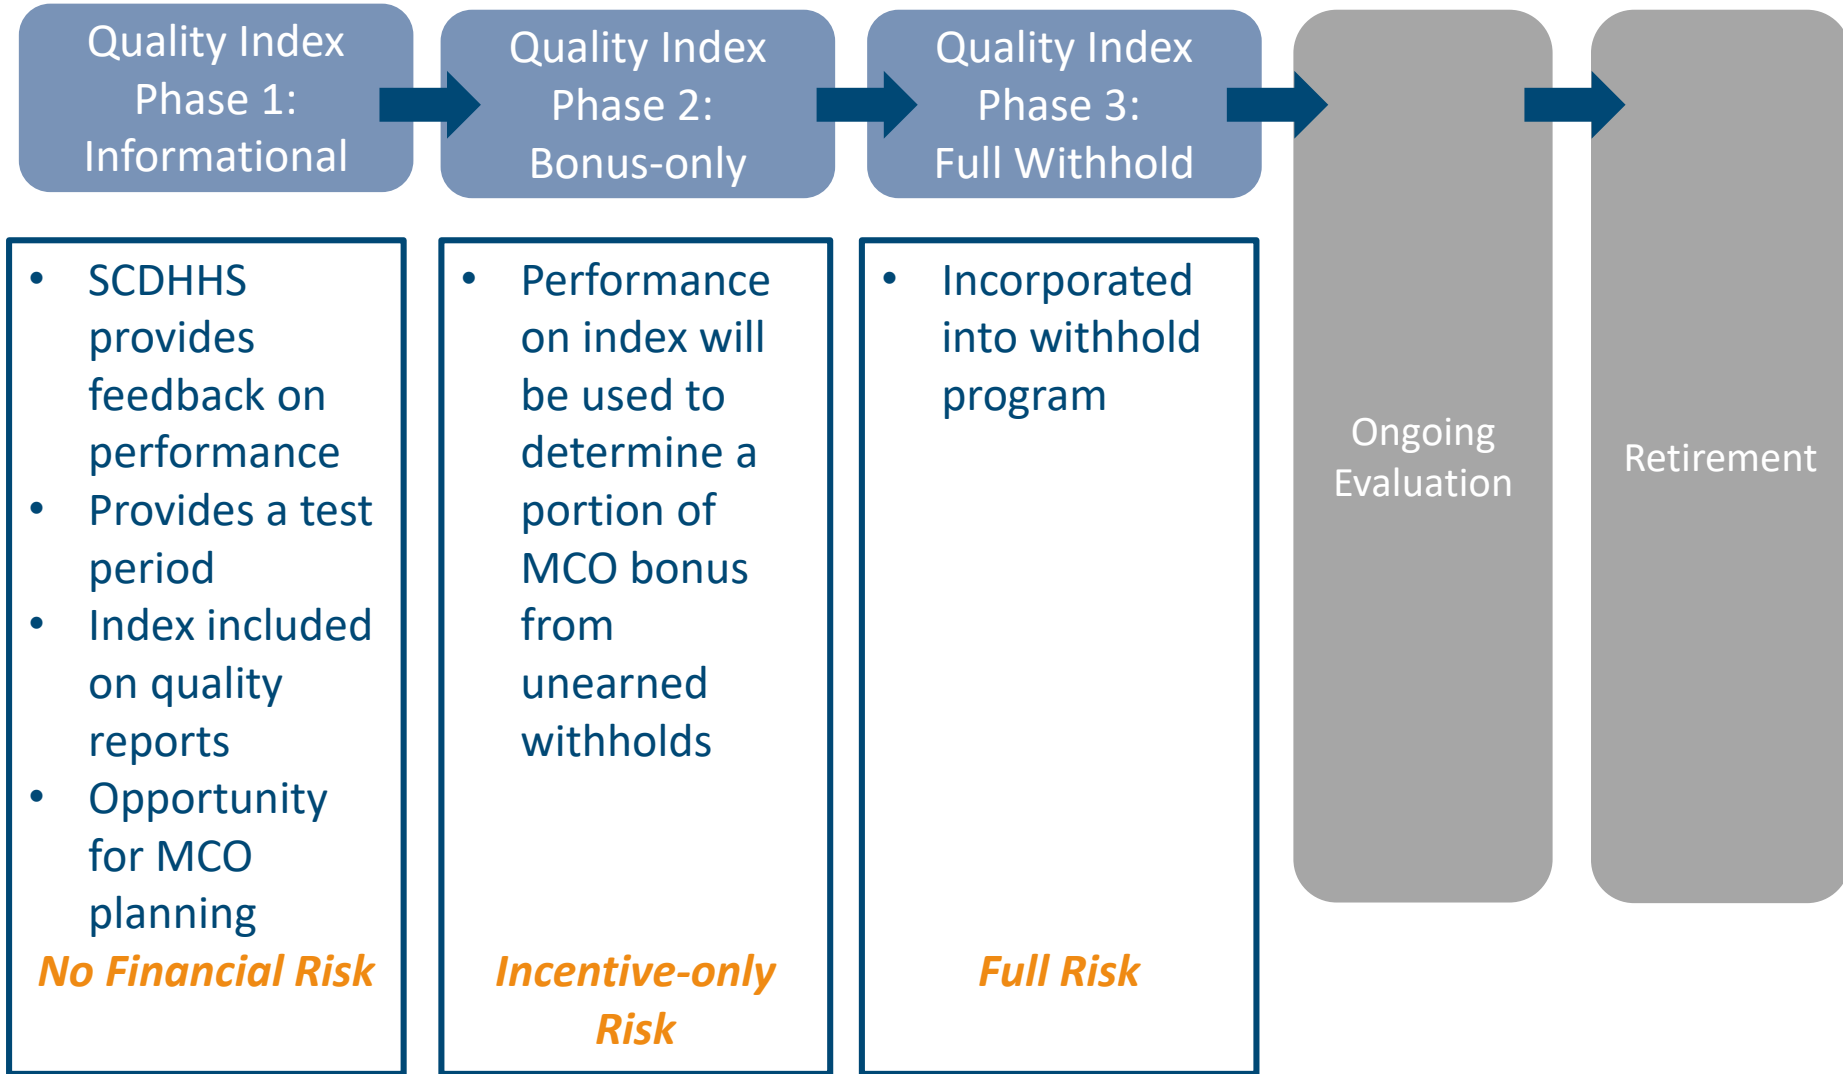 Quality Index
Phase 1:
Informational
Quality Index
Phase 2:
Bonus-only
Quality Index
Phase 3:
Full Withhold
• SCDHHS
provides
feedback on
performance
• Provides a test
period
• Index included
on quality
reports
• Opportunity
for MCO
planning
No Financial Risk
• Performance
on index will
be used to
determine a
portion of
MCO bonus
from
unearned
withholds
Incentive-only
Risk
• Incorporated
into withhold
program
Full Risk
Ongoing
Evaluation
Retirement